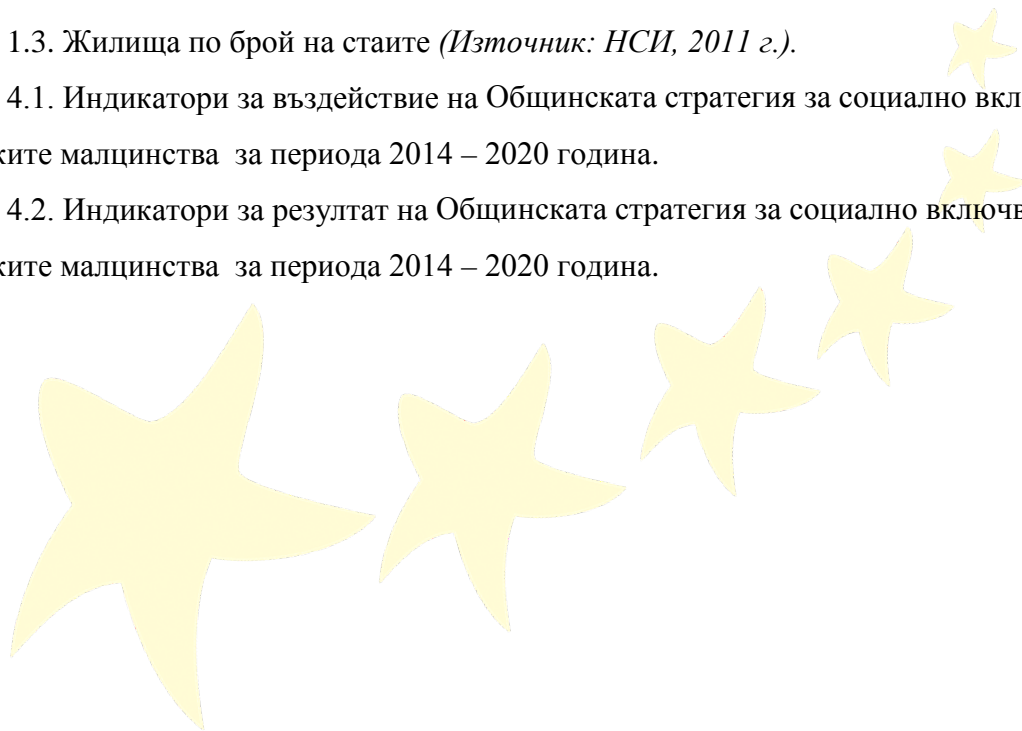 1.3. Жилища по брой на стаите (Източник: НСИ, 2011 г.).
4.1. Индикатори за въздействие на Общинската стратегия за социално вкл
ките малцинства за периода 2014 – 2020 година.
4.2. Индикатори за резултат на Общинската стратегия за социално включв
ките малцинства за периода 2014 – 2020 година.